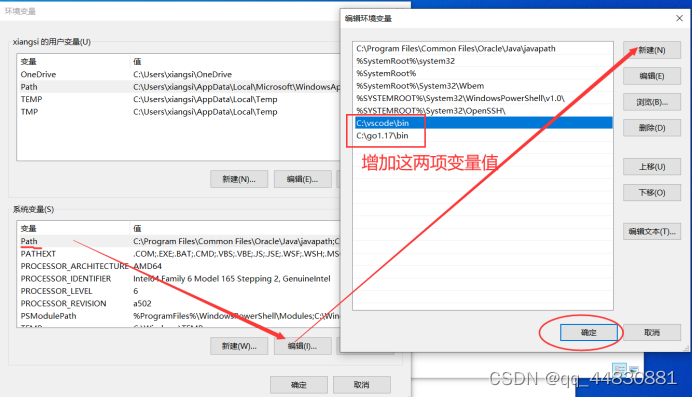 环境变量
xiangsi 的用户变量(U)
变量 值
OneDrive C:\Users\xiangsi\OneDrive
Path C:\Users\xiangsi\AppData\Local\Microsoft\WindowsAp
TEMP C:\Users\xiangsi\AppData\Local\Temp
TMP C:\Users\xiangsi\AppData\Local\Temp
新建(N)... 编辑(E)...
系统变量(S)
变量 值
Path C:\Program Files\Common Files\Oracle\Java\javapath;C
PATHEXT .COM;.EXE;.BAT;.CMD;.VBS;.VBE;.JS;.JSE;.WSF;.WSH;.MS
PROCESSOR_ARCHITECTURE AMD64
PROCESSOR_IDENTIFIER Intel64 Family 6 Model 165 Stepping 2, GenuineIntel
PROCESSOR_LEVEL 6
PROCESSOR_REVISION a502
PSModulePath %ProgramFiles%\WindowsPowerShell\Modules;C:\Win
新建(W)... 编辑(I)...
确定 取消
编辑环境变量
C:\Program Files\Common Files\Oracle\Java\javapath
%SystemRoot%\system32
%SystemRoot%
%SystemRoot%\System32\Wbem
%SYSTEMROOT%\System32\WindowsPowerShell\v1.0\
%SYSTEMROOT%\System32\OpenSSH\
C:\vscode\bin
C:\go1.17\bin
增加这两项变量值
新建(N)
编辑(E)
浏览(B)...
删除(D)
上移(U)
下移(O)
编辑文本(T)...
确定 取消
CSDN @qq_44830881